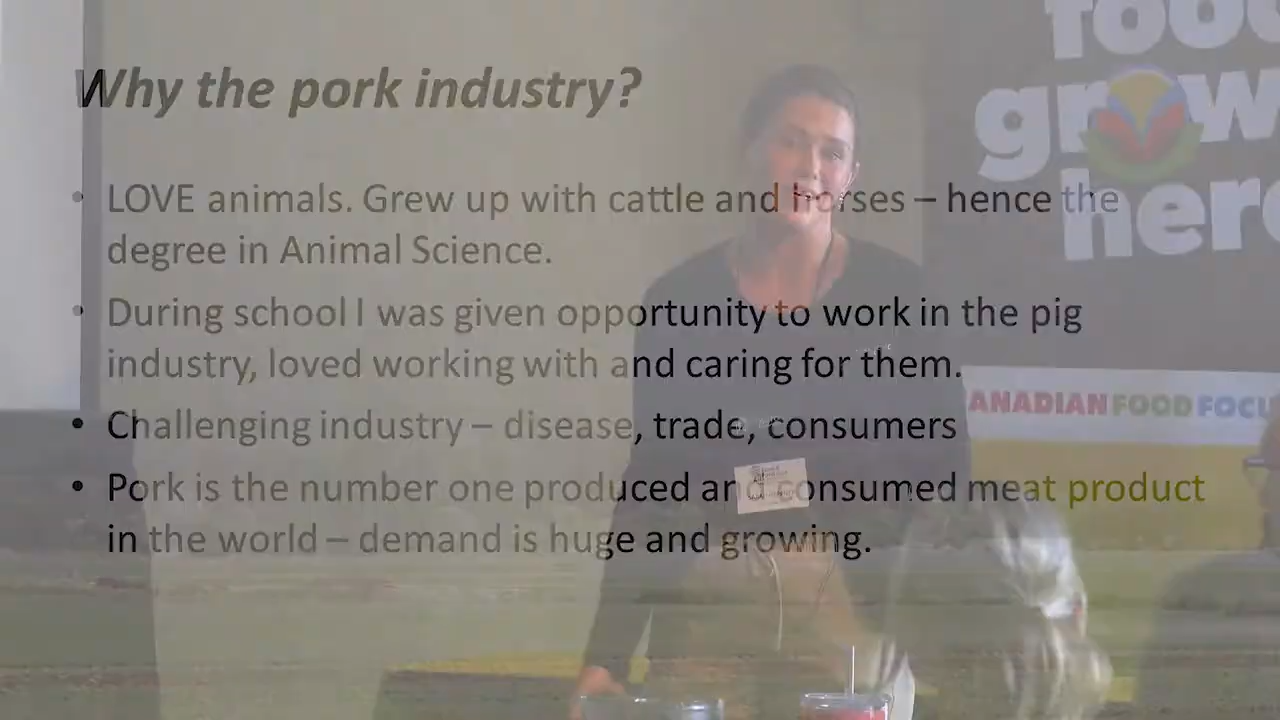 Why the pork industry?
• LOVE animals. Grew up with cattle and horses – hence the
degree in Animal Science.
• During school I was given opportunity to work in the pig
industry, loved working with and caring for them.
• Challenging industry – disease, trade, consumers
• Pork is the number one produced and consumed meat product
in the world – demand is huge and growing.
food
grow
here
ANADIAN FOOD FOCU